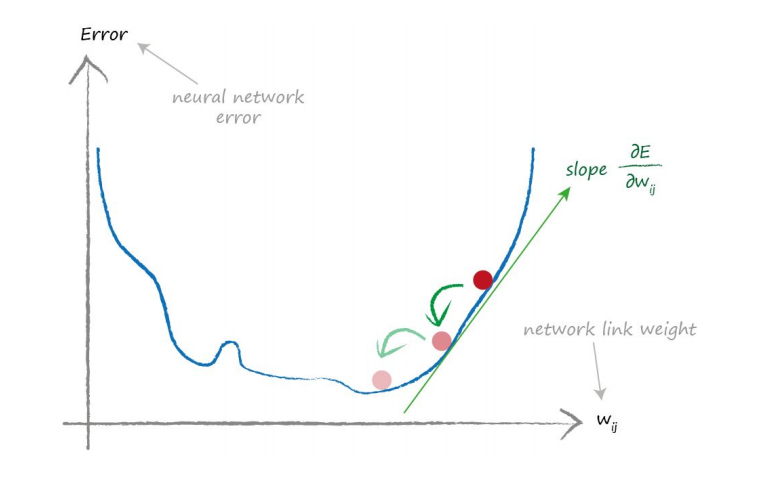 Error
neural network
error
slope ∂E
∂w_ij
network link weight
w_ij